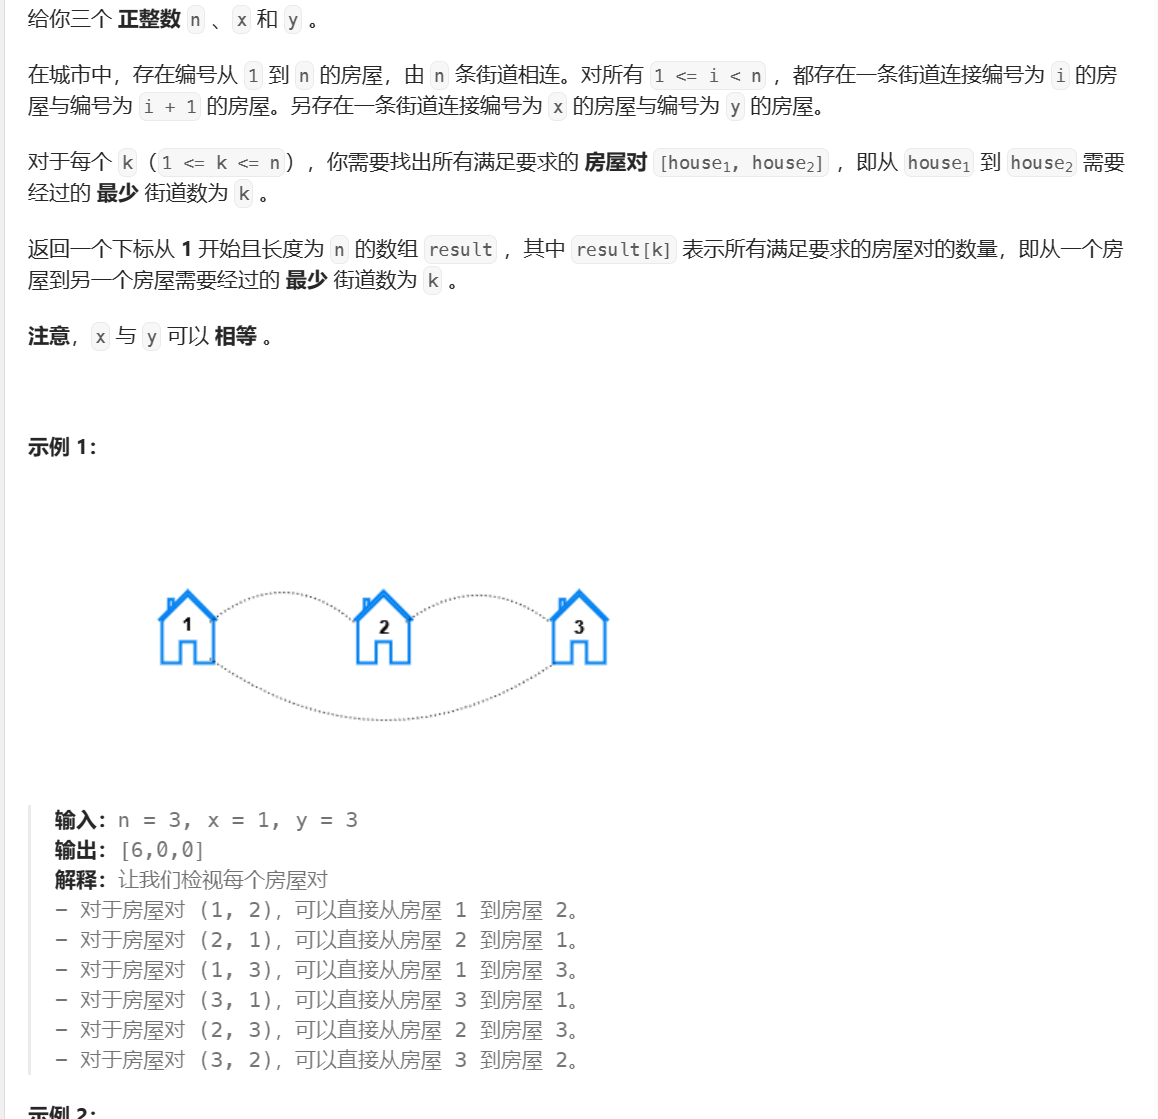 给你三个 正整数 n 、x 和 y 。
在城市中，存在编号从 1 到 n 的房屋，由 n 条街道相连。对所有 1 <= i < n ，都存在一条街道连接编号为 i 的房
屋与编号为 i + 1 的房屋。另存在一条街道连接编号为 x 的房屋与编号为 y 的房屋。
对于每个 k（1 <= k <= n），你需要找出所有满足要求的 房屋对 [house₁, house₂] ，即从 house₁ 到 house₂ 需要
经过的 最少 街道数为 k 。
返回一个下标从 1 开始且长度为 n 的数组 result ，其中 result[k] 表示所有满足要求的房屋对的数量，即从一个房
屋到另一个房屋需要经过的 最少 街道数为 k 。
注意，x 与 y 可以 相等 。
示例 1：
1 2 3
输入：n = 3, x = 1, y = 3
输出：[6,0,0]
解释：让我们检视每个房屋对
- 对于房屋对 (1, 2)，可以直接从房屋 1 到房屋 2。
- 对于房屋对 (2, 1)，可以直接从房屋 2 到房屋 1。
- 对于房屋对 (1, 3)，可以直接从房屋 1 到房屋 3。
- 对于房屋对 (3, 1)，可以直接从房屋 3 到房屋 1。
- 对于房屋对 (2, 3)，可以直接从房屋 2 到房屋 3。
- 对于房屋对 (3, 2)，可以直接从房屋 3 到房屋 2。
示例 2：